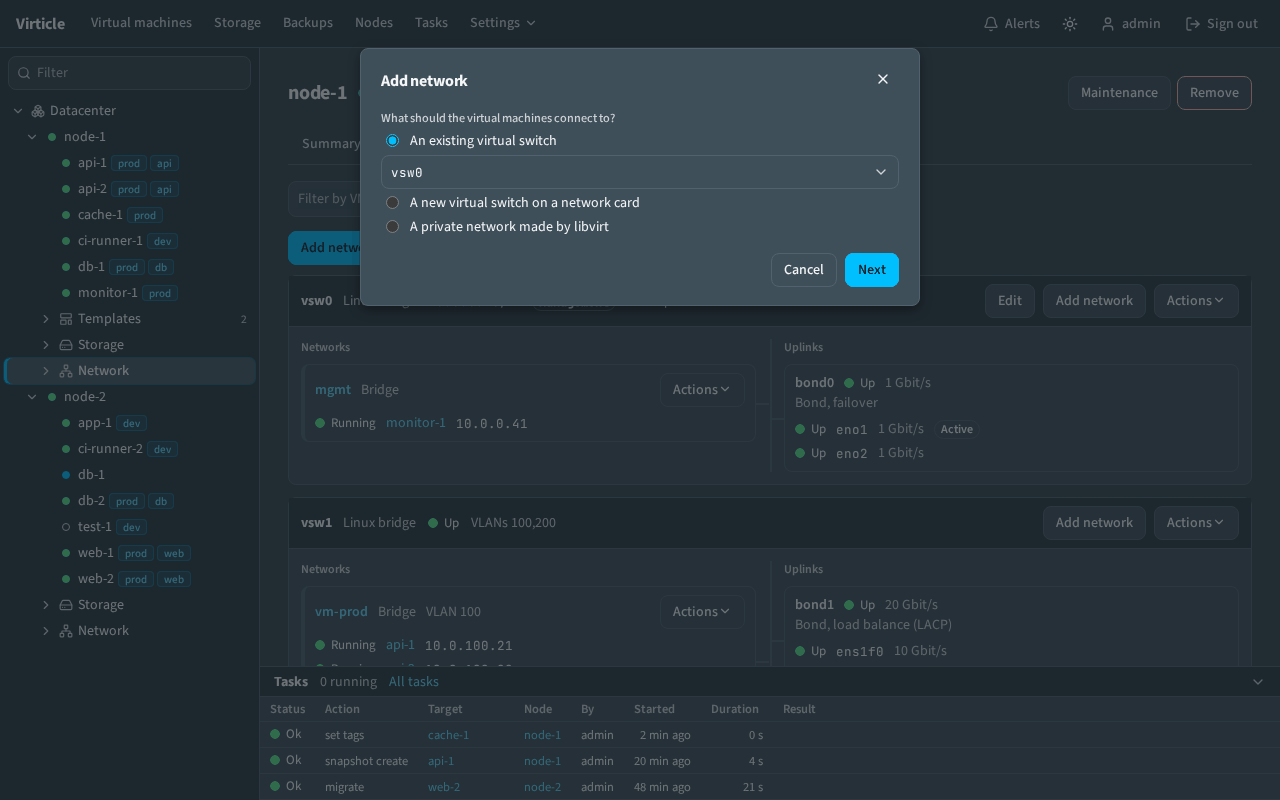 Virticle Virtual machines Storage Backups Nodes Tasks Settings Alerts admin Sign out
Filter
Datacenter
node-1
api-1 prod api
api-2 prod api
cache-1 prod
ci-runner-1 dev
db-1 prod db
monitor-1 prod
Templates 2
Storage
Network
node-2
app-1 dev
ci-runner-2 dev
db-1
db-2 prod db
test-1 dev
web-1 prod web
web-2 prod web
Storage
Network
node-1
Maintenance Remove
Summary
Add network
What should the virtual machines connect to?
An existing virtual switch
vsw0
A new virtual switch on a network card
A private network made by libvirt
Cancel Next
vsw0 Edit Add network Actions
Networks
mgmt Bridge Actions
Running monitor-1 10.0.0.41
Uplinks
bond0 Up 1 Gbit/s
Bond, failover
Up eno1 1 Gbit/s Active
Up eno2 1 Gbit/s
vsw1 Linux bridge Up VLANs 100,200 Add network Actions
Networks
vm-prod Bridge VLAN 100 Actions
Running api-1 10.0.100.21
Uplinks
bond1 Up 20 Gbit/s
Bond, load balance (LACP)
Up ens1f0 10 Gbit/s
Tasks 0 running All tasks
Status Action Target Node By Started Duration Result
Ok set tags cache-1 node-1 admin 2 min ago 0 s
Ok snapshot create api-1 node-1 admin 20 min ago 4 s
Ok migrate web-2 node-2 admin 48 min ago 21 s